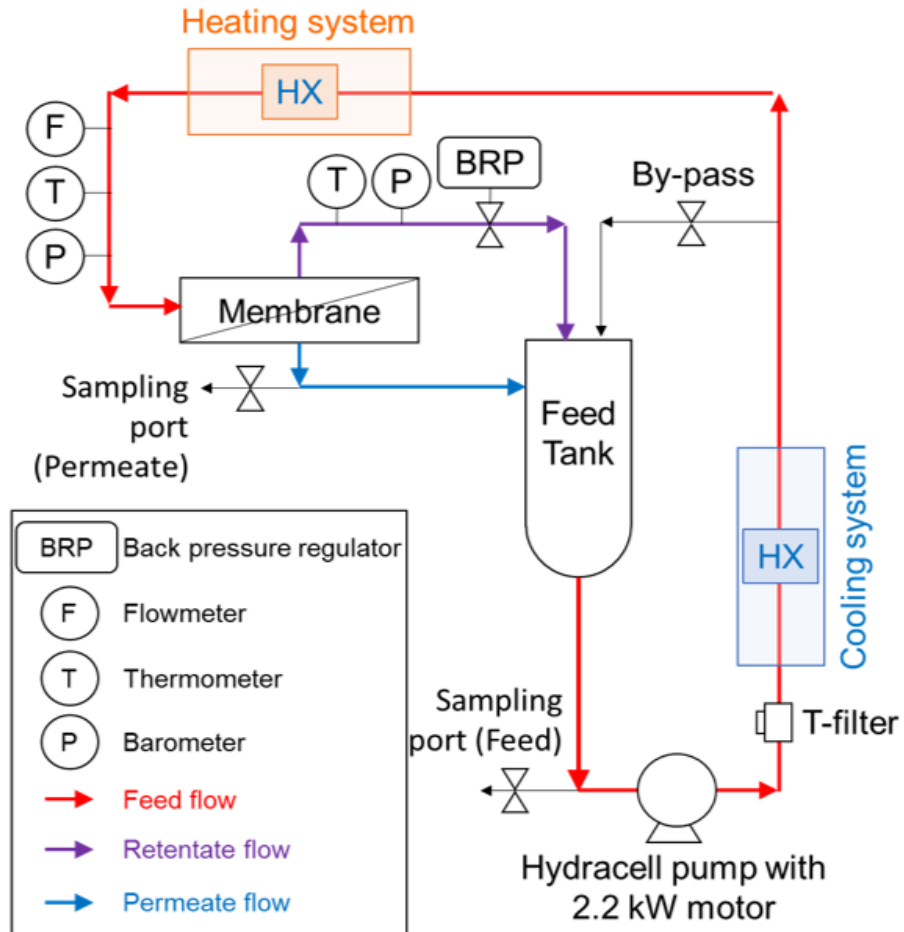 Heating system
HX
F
T
P
T
P
BRP
By-pass
Membrane
Sampling
port
(Permeate)
Feed
Tank
HX
Cooling system
T-filter
Sampling
port (Feed)
Hydracell pump with
2.2 kW motor
BRP Back pressure regulator
F Flowmeter
T Thermometer
P Barometer
Feed flow
Retentate flow
Permeate flow